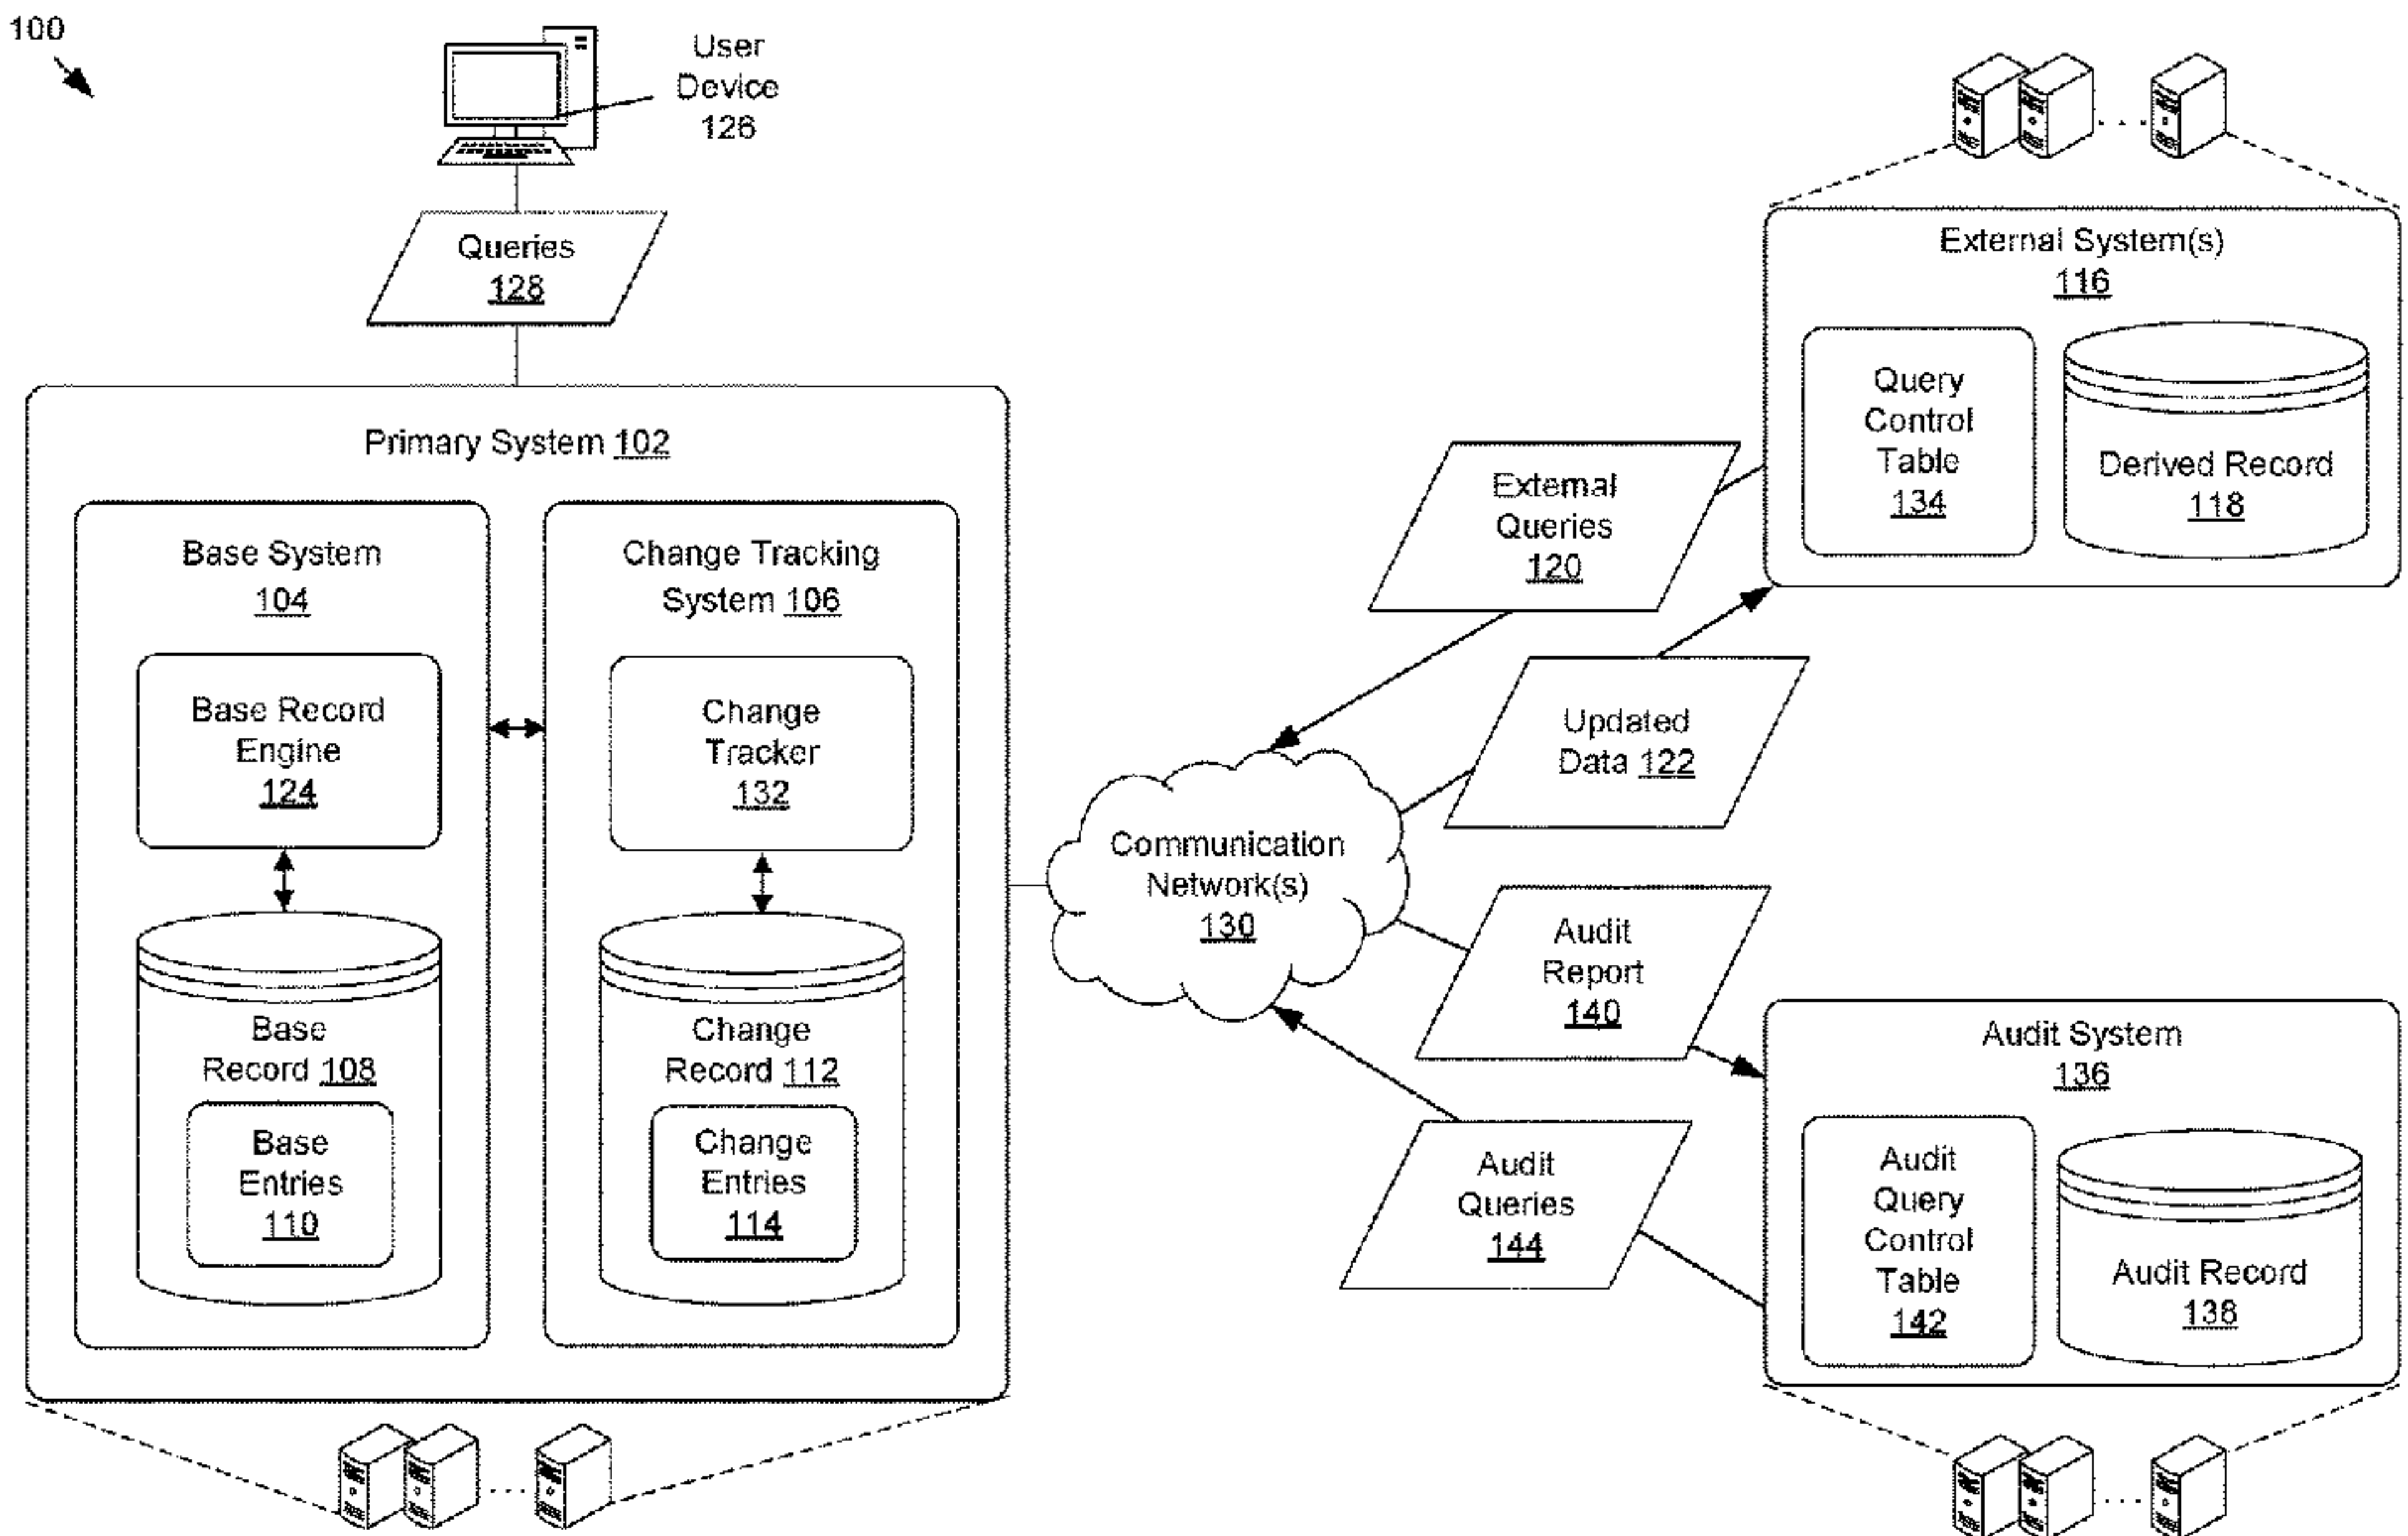 100
User
Device
126
Queries
128
Primary System 102
Base System
104
Base Record
Engine
124
Base
Record 108
Base
Entries
110
Change Tracking
System 106
Change
Tracker
132
Change
Record 112
Change
Entries
114
Communication
Network(s)
130
External
Queries
120
Updated
Data 122
Audit
Report
140
Audit
Queries
144
External System(s)
116
Query
Control
Table
134
Derived Record
118
Audit System
136
Audit
Query
Control
Table
142
Audit Record
138